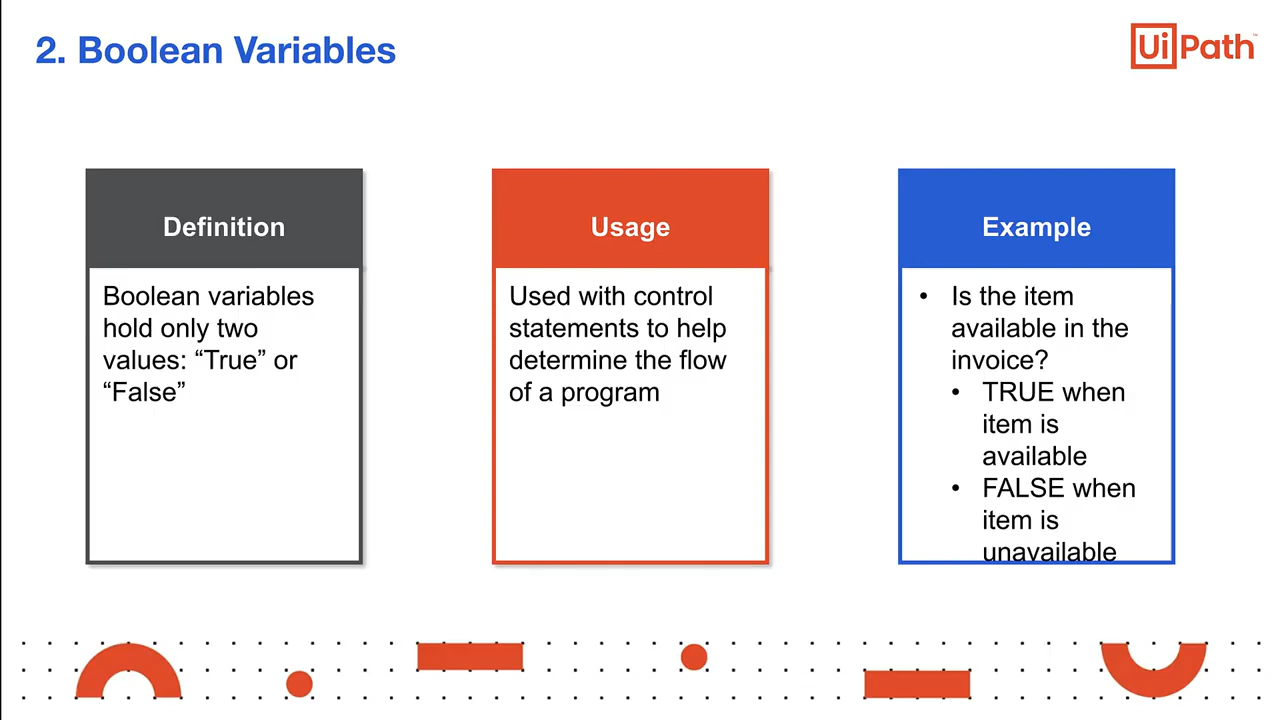 2. Boolean Variables
UiPath™
Definition
Boolean variables
hold only two
values: “True” or
“False”
Usage
Used with control
statements to help
determine the flow
of a program
Example
• Is the item
available in the
invoice?
• TRUE when
item is
available
• FALSE when
item is
unavailable